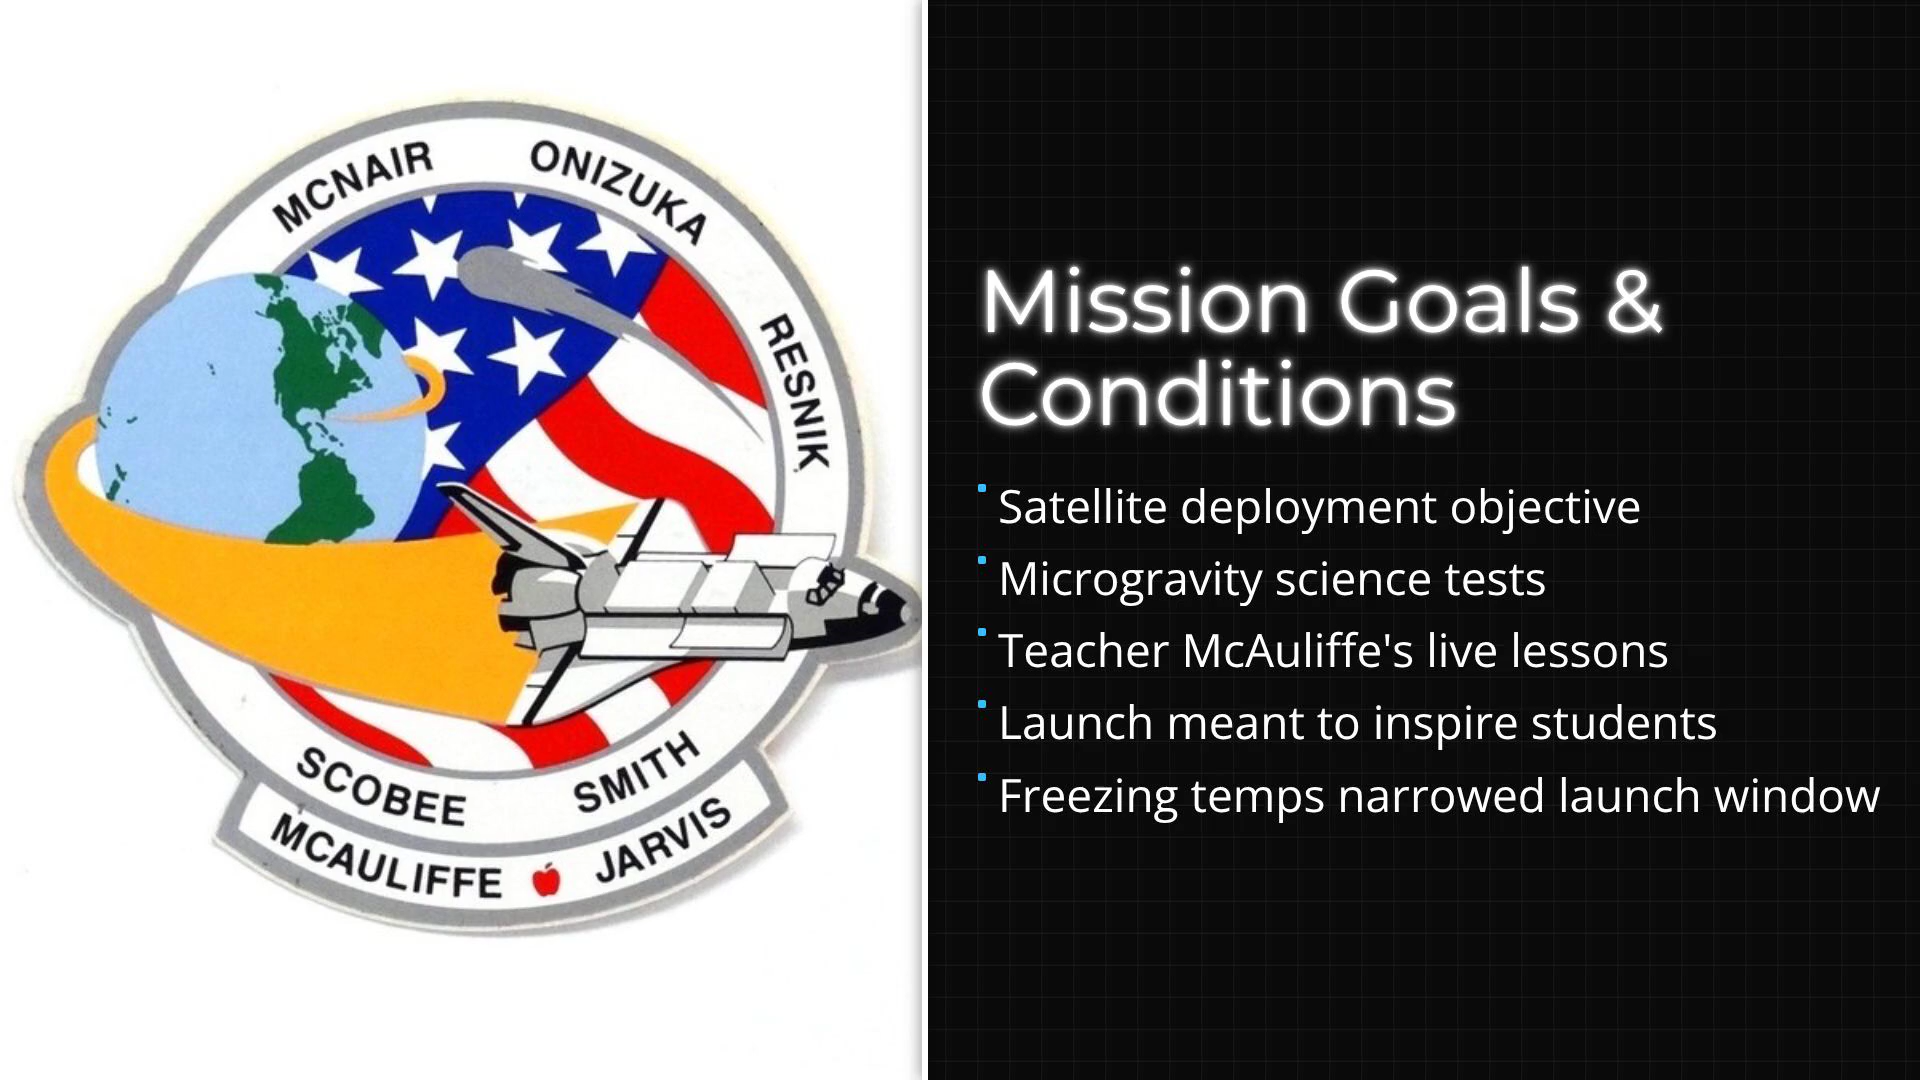 MCNAIR
ONIZUKA
RESNIK
SCOBEE
SMITH
MCAULIFFE
JARVIS
Mission Goals &
Conditions
Satellite deployment objective
Microgravity science tests
Teacher McAuliffe's live lessons
Launch meant to inspire students
Freezing temps narrowed launch window